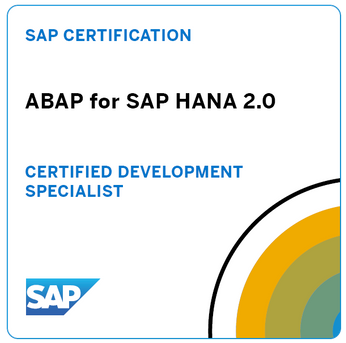 SAP CERTIFICATION
ABAP for SAP HANA 2.0
CERTIFIED DEVELOPMENT
SPECIALIST
SAP